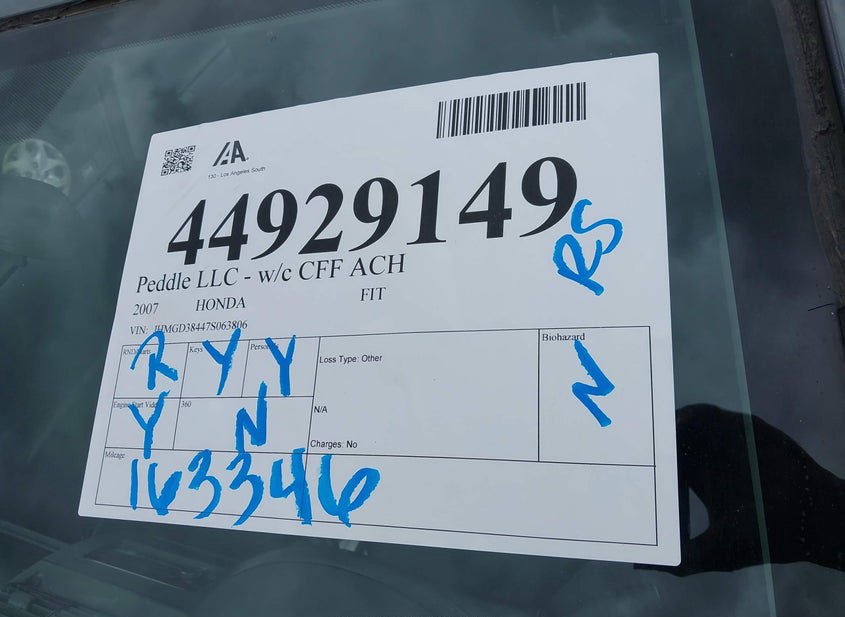 IAA.
130 - Los Angeles South
44929149
RS
Peddle LLC - w/c CFF ACH
2007 HONDA FIT
VIN: JHMGD38447S063806
Keys
Biohazard
R Y Y
Loss Type: Other
N
360
Y N
N/A
Charges: No
Mileage
163346